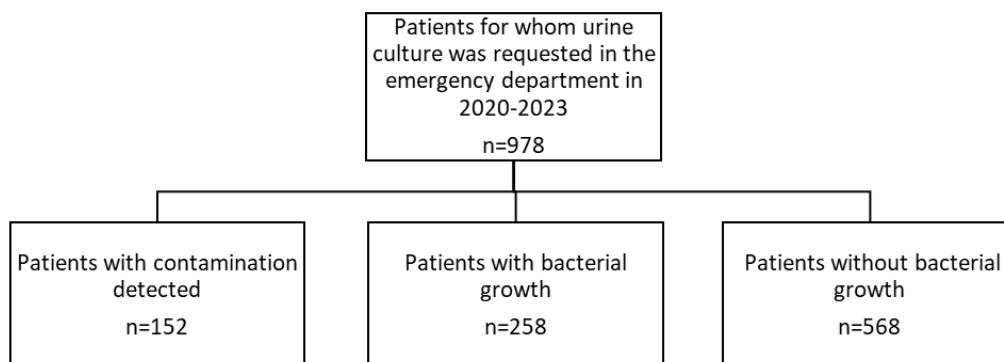 Patients for whom urine
culture was requested in the
emergency department in
2020-2023
n=978
Patients with contamination
detected
n=152
Patients with bacterial
growth
n=258
Patients without bacterial
growth
n=568